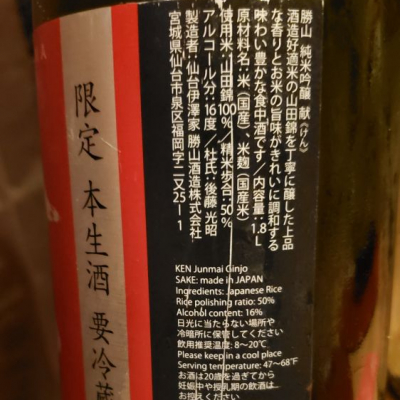 勝山 純米吟醸 献(けん)
酒造好適米の山田錦を丁寧に醸した上品
な香りとお米の旨味がきれいに調和する
味わい豊かな食中酒です/内容量:1.8L
原材料名:米(国産)、米麹(国産米)
使用米:山田錦100%/精米歩合:50%
アルコール分:16度/杜氏:後藤光昭
製造者:仙台伊澤家 勝山酒造株式会社
宮城県仙台市泉区福岡字二又25-1
限定 本生酒 要冷蔵
KEN Junmai Ginjo
SAKE: made in JAPAN
Ingredients: Japanese Rice
Rice polishing ratio: 50%
Alcohol content: 16%
日光に当たらない場所や
冷暗所に保管してください
飲用推奨温度: 8~20℃
Please keep in a cool place
Serving temperature: 47~68°F
お酒は20歳を過ぎてから
妊娠中や授乳期の飲酒は
お控えください